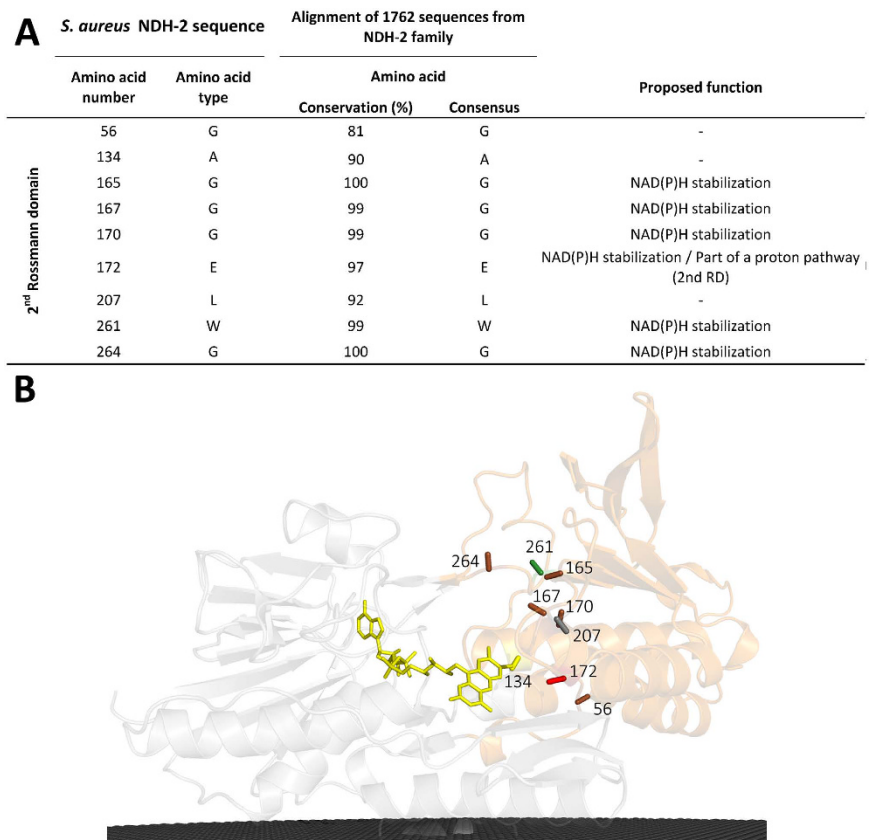 A
S. aureus NDH-2 sequence
Alignment of 1762 sequences from
NDH-2 family
Amino acid
number
Amino acid
type
Amino acid
Conservation (%) Consensus
Proposed function
2nd Rossmann domain
56 G 81 G -
134 A 90 A -
165 G 100 G NAD(P)H stabilization
167 G 99 G NAD(P)H stabilization
170 G 99 G NAD(P)H stabilization
172 E 97 E NAD(P)H stabilization / Part of a proton pathway
(2nd RD)
207 L 92 L -
261 W 99 W NAD(P)H stabilization
264 G 100 G NAD(P)H stabilization
B
264
261
165
167
170
207
134
172
56